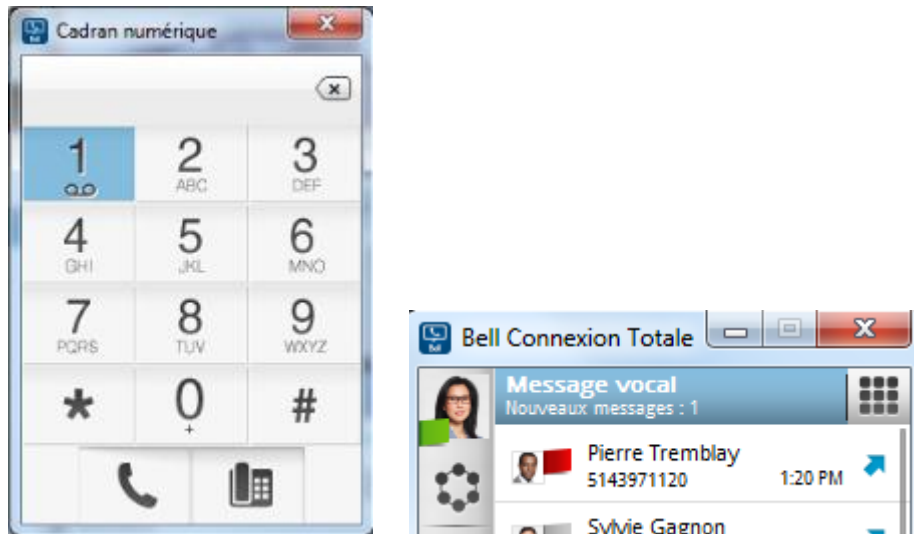 Cadran numérique
1 2 3
ABC DEF
4 5 6
GHI JKL MNO
7 8 9
PQRS TUV WXYZ
* 0 #
+
Bell Connexion Totale
Message vocal
Nouveaux messages : 1
Pierre Tremblay
5143971120 1:20 PM
Sylvie Gagnon